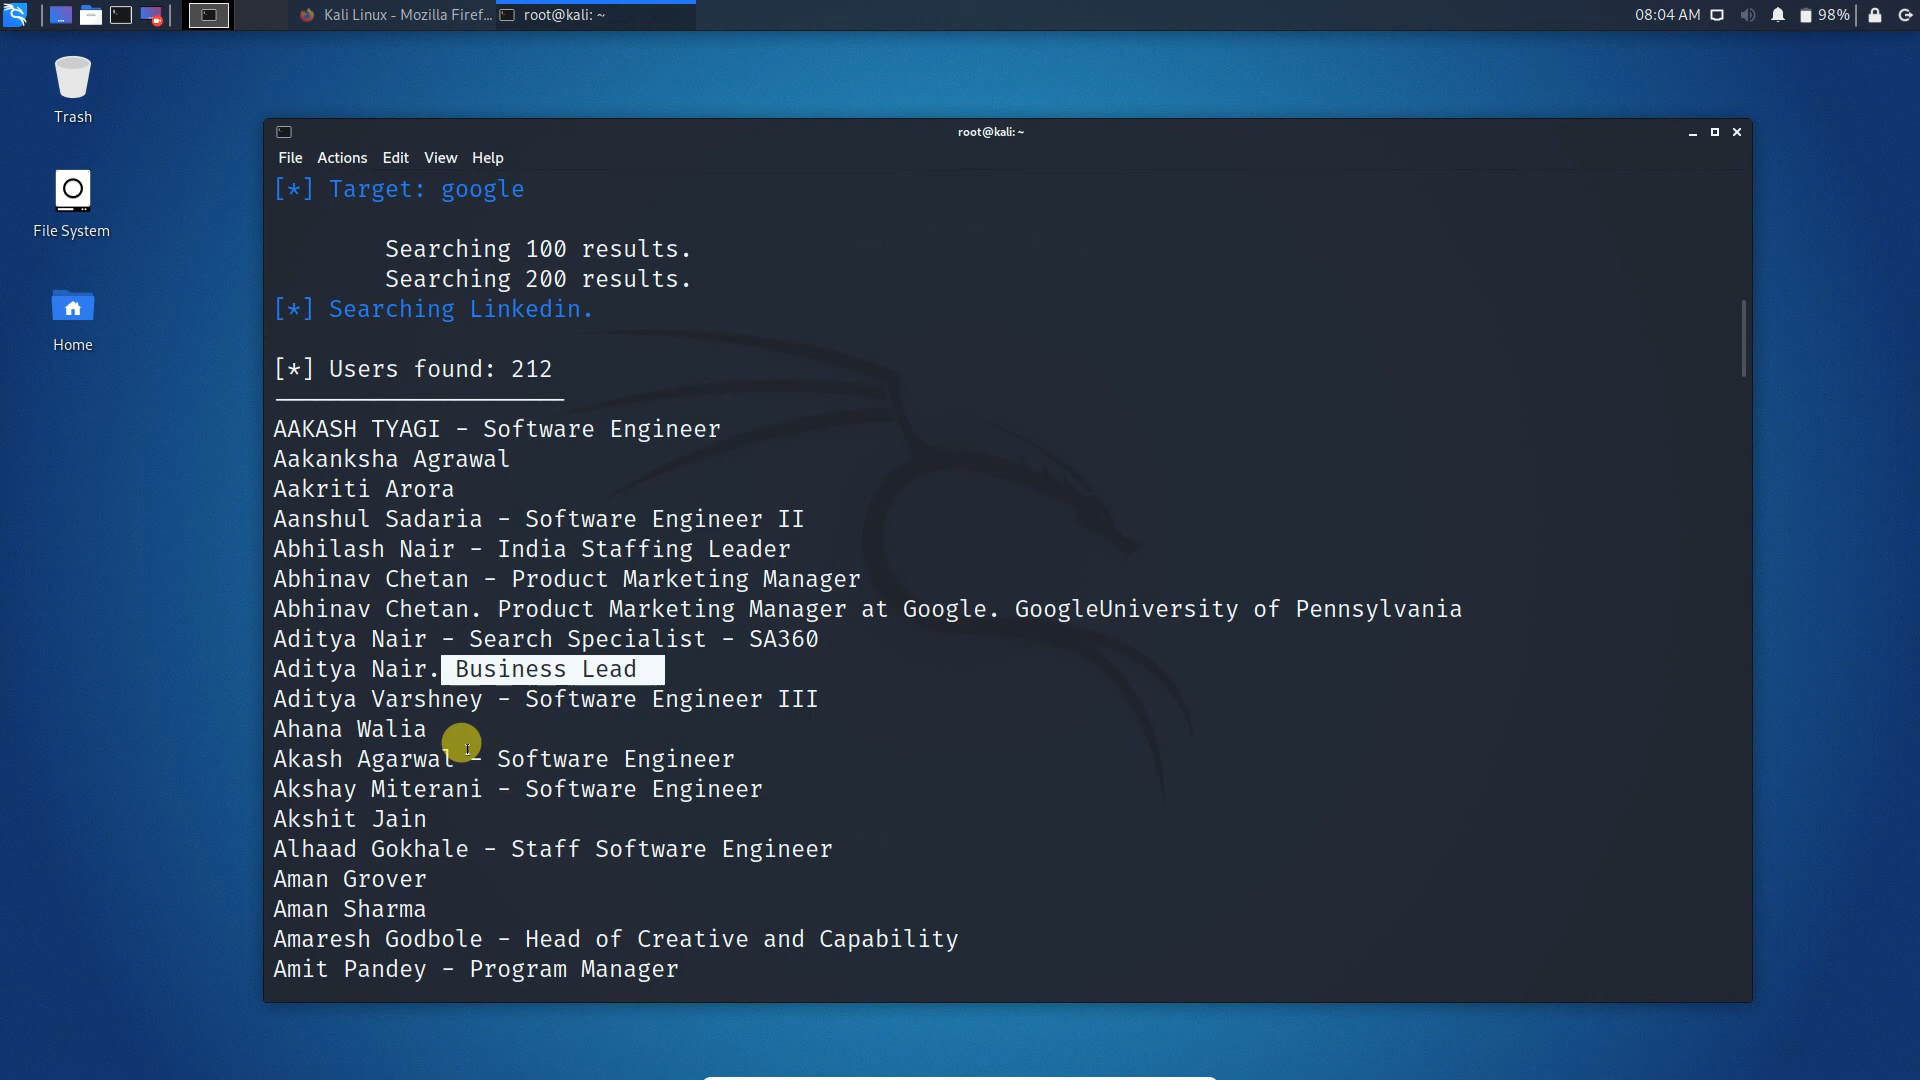 Kali Linux - Mozilla Firef...
root@kali: ~
08:04 AM
98%
Trash
File System
Home
root@kali: ~
File Actions Edit View Help
[*] Target: google
Searching 100 results.
Searching 200 results.
[*] Searching Linkedin.
[*] Users found: 212
AAKASH TYAGI - Software Engineer
Aakanksha Agrawal
Aakriti Arora
Aanshul Sadaria - Software Engineer II
Abhilash Nair - India Staffing Leader
Abhinav Chetan - Product Marketing Manager
Abhinav Chetan. Product Marketing Manager at Google. GoogleUniversity of Pennsylvania
Aditya Nair - Search Specialist - SA360
Aditya Nair. Business Lead
Aditya Varshney - Software Engineer III
Ahana Walia
Akash Agarwal - Software Engineer
Akshay Miterani - Software Engineer
Akshit Jain
Alhaad Gokhale - Staff Software Engineer
Aman Grover
Aman Sharma
Amaresh Godbole - Head of Creative and Capability
Amit Pandey - Program Manager